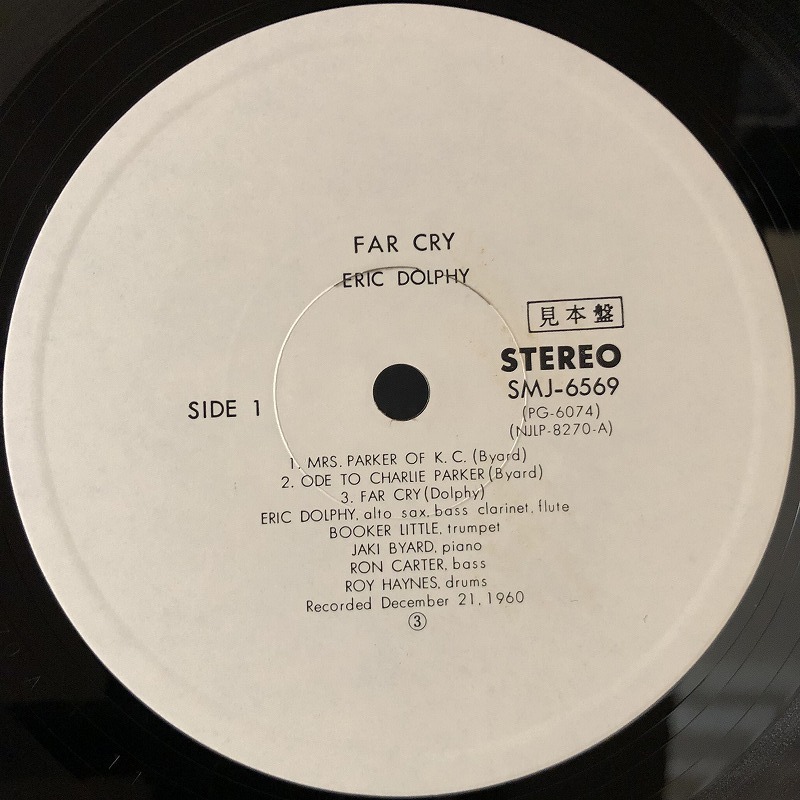 FAR CRY
ERIC DOLPHY
見本盤
STEREO
SMJ-6569
(PG-6074)
(NJLP-8270-A)
SIDE 1
1. MRS. PARKER OF K. C. (Byard)
2. ODE TO CHARLIE PARKER (Byard)
3. FAR CRY (Dolphy)
ERIC DOLPHY, alto sax, bass clarinet, flute
BOOKER LITTLE, trumpet
JAKI BYARD, piano
RON CARTER, bass
ROY HAYNES, drums
Recorded December 21, 1960
③